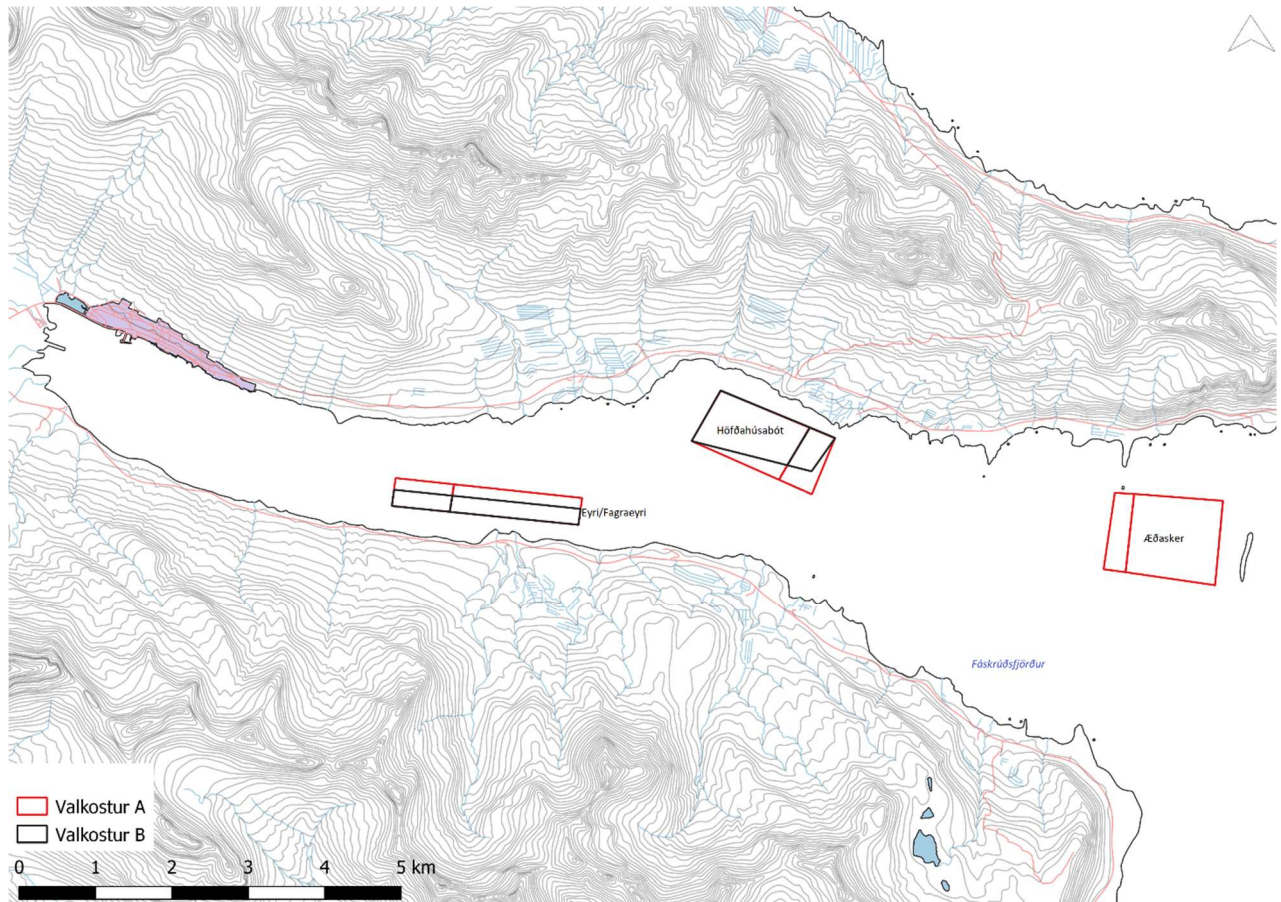 Höfðahúsabót
Eyri/Fagraeyri
Æðasker
Fáskrúðsfjörður
Valkostur A
Valkostur B
0 1 2 3 4 5 km